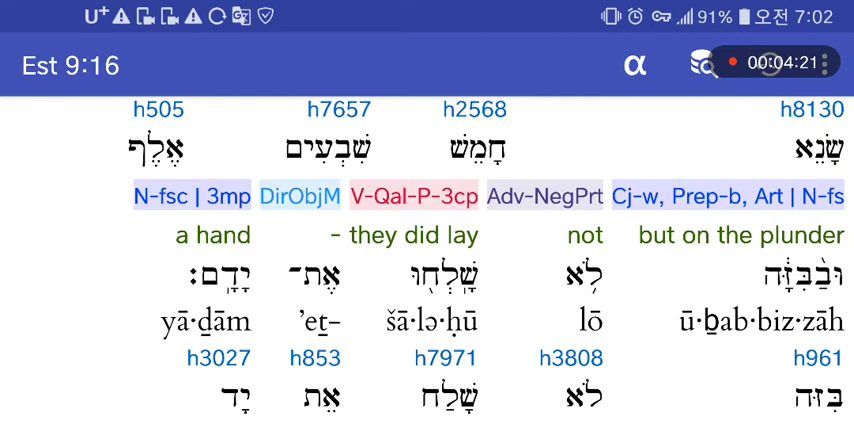 U+ 91% 오전 7:02
Est 9:16 α 00:04:21
h8130 h2568 h7657 h505
שָׂנֵא חָמֵשׁ שִׁבְעִים אֶלֶף
Cj-w, Prep-b, Art | N-fs Adv-NegPrt V-Qal-P-3cp DirObjM N-fsc | 3mp
but on the plunder not they did lay - a hand
וּבַ֨בִּזָּ֔ה לֹ֥א שָֽׁלְח֖וּ אֶת־ יָדָֽם׃
ū·ḇab·biz·zāh lō šā·lə·ḥū ’eṯ- yā·ḏām
h961 h3808 h7971 h853 h3027
בִּזּה לֹא שָׁלַח אֵת יָד